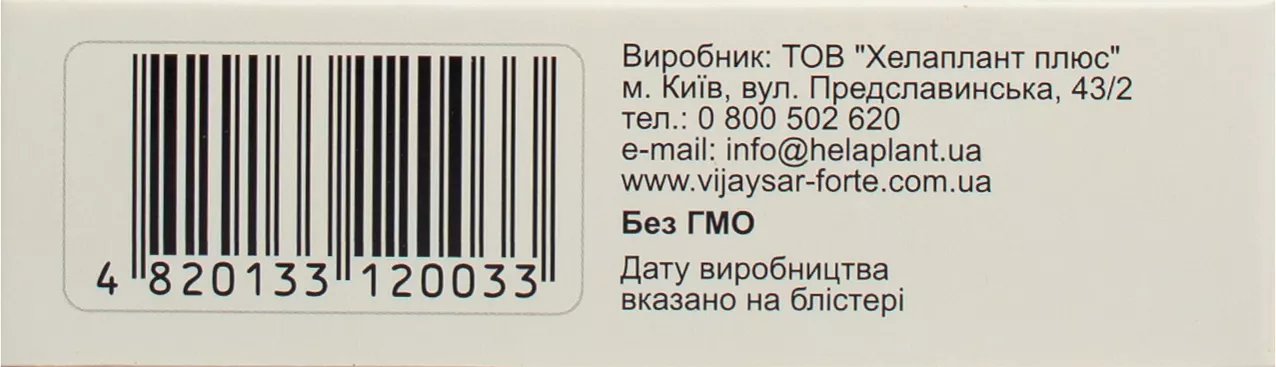 Виробник: ТОВ "Хелаплант плюс"
м. Київ, вул. Предславинська, 43/2
тел.: 0 800 502 620
e-mail: info@helaplant.ua
www.vijaysar-forte.com.ua
Без ГМО
Дату виробництва
вказано на блістері
4 820133 120033